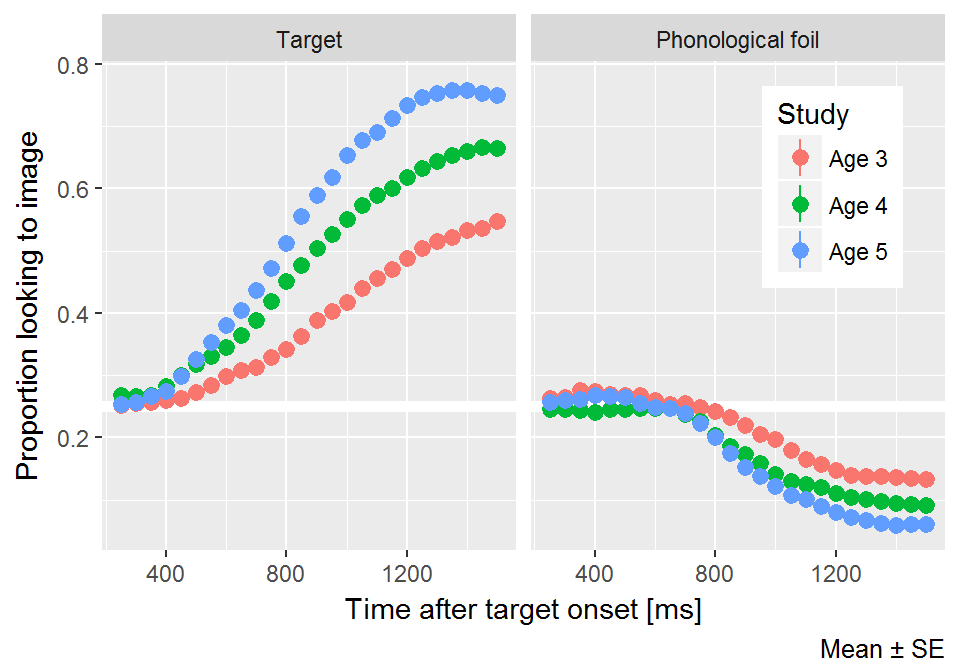 Target
Phonological foil
Proportion looking to image
0.8
0.6
0.4
0.2
Study
Age 3
Age 4
Age 5
400 800 1200
400 800 1200
Time after target onset [ms]
Mean ± SE